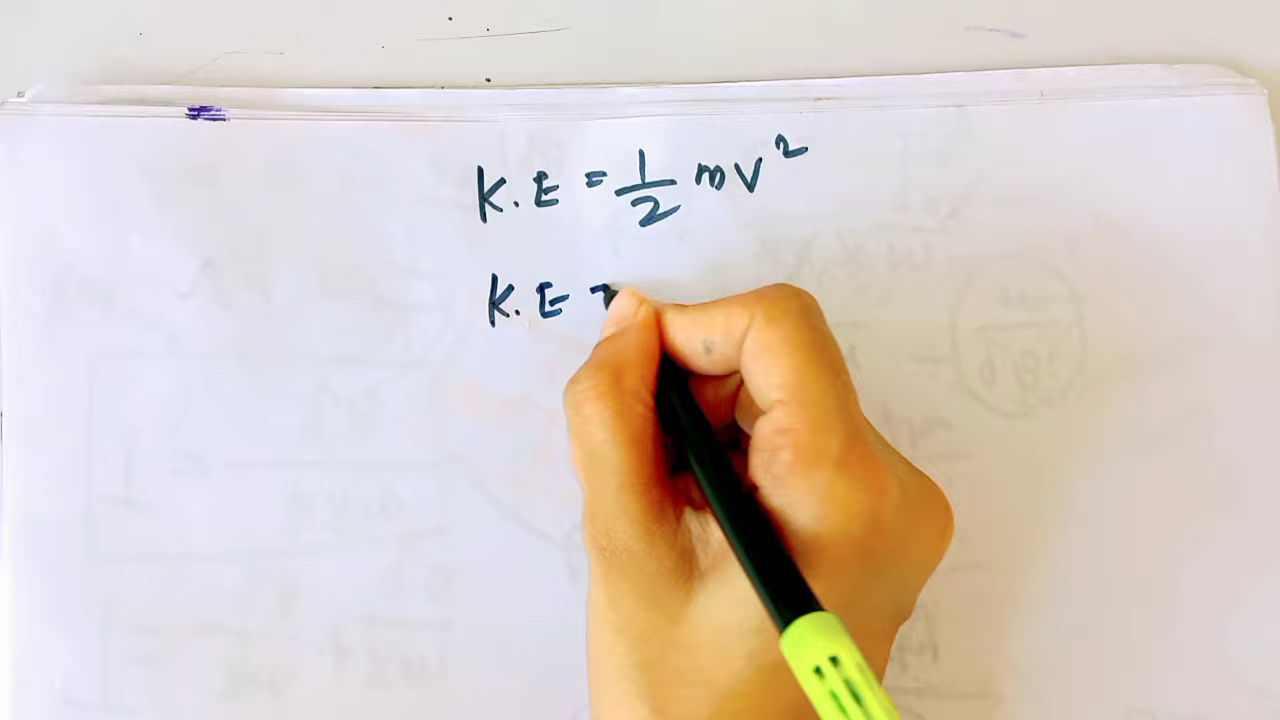 K.E = 1/2 mv²
K.E =